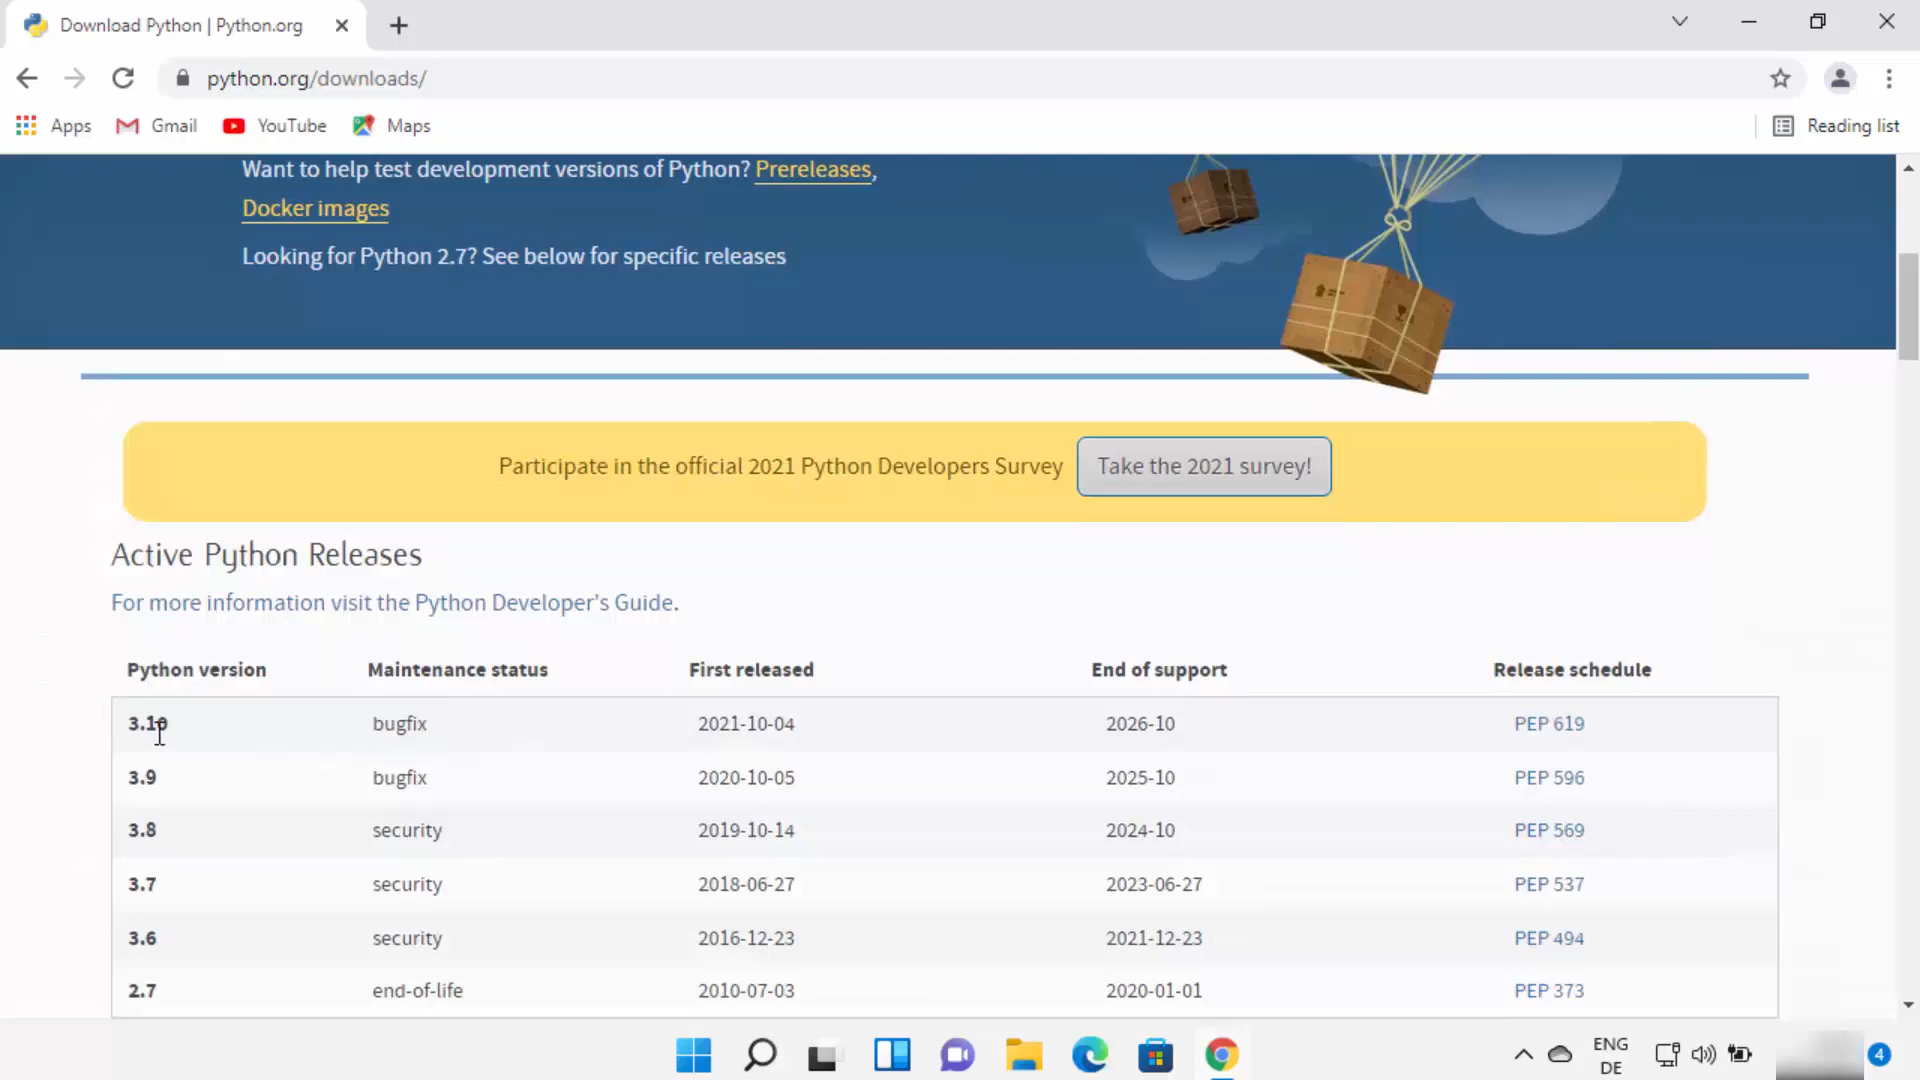 Download Python | Python.org
python.org/downloads/
Apps Gmail YouTube Maps Reading list
Want to help test development versions of Python? Prereleases,
Docker images
Looking for Python 2.7? See below for specific releases
Participate in the official 2021 Python Developers Survey Take the 2021 survey!
Active Python Releases
For more information visit the Python Developer's Guide.
Python version Maintenance status First released End of support Release schedule
3.10 bugfix 2021-10-04 2026-10 PEP 619
3.9 bugfix 2020-10-05 2025-10 PEP 596
3.8 security 2019-10-14 2024-10 PEP 569
3.7 security 2018-06-27 2023-06-27 PEP 537
3.6 security 2016-12-23 2021-12-23 PEP 494
2.7 end-of-life 2010-07-03 2020-01-01 PEP 373
ENG
DE
4